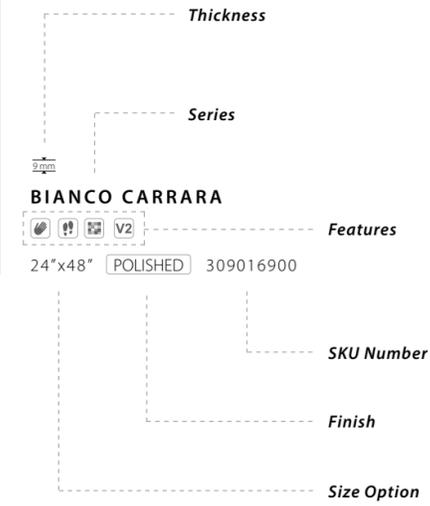 Thickness
Series
9 mm
BIANCO CARRARA
V2
Features
24”x48” POLISHED 309016900
SKU Number
Finish
Size Option